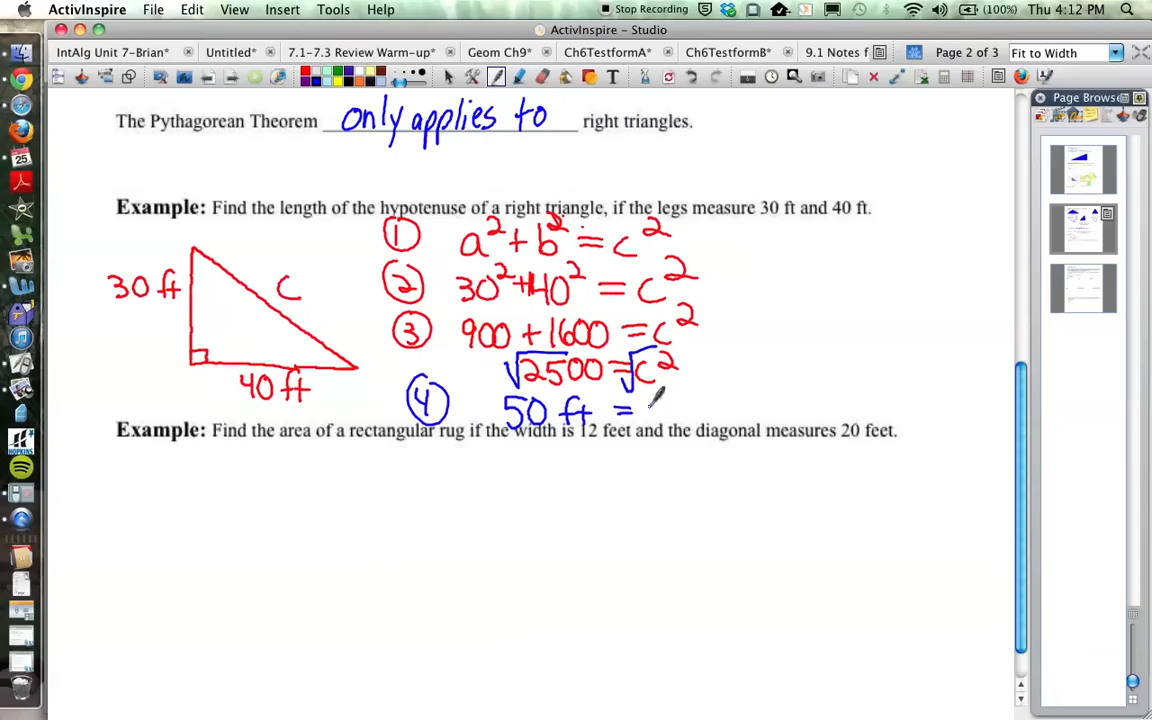 ActivInspire File Edit View Insert Tools Help Stop Recording (100%) Thu 4:12 PM
ActivInspire - Studio
IntAlg Unit 7-Brian* Untitled* 7.1-7.3 Review Warm-up* Geom Ch9* Ch6TestformA* Ch6TestformB* 9.1 Notes f Page 2 of 3 Fit to Width
Page Brows
The Pythagorean Theorem only applies to right triangles.
Example: Find the length of the hypotenuse of a right triangle, if the legs measure 30 ft and 40 ft.
① a² + b² = c²
30 ft c ② 30² + 40² = c²
③ 900 + 1600 = c²
√2500 = √c²
40 ft ④ 50 ft =
Example: Find the area of a rectangular rug if the width is 12 feet and the diagonal measures 20 feet.